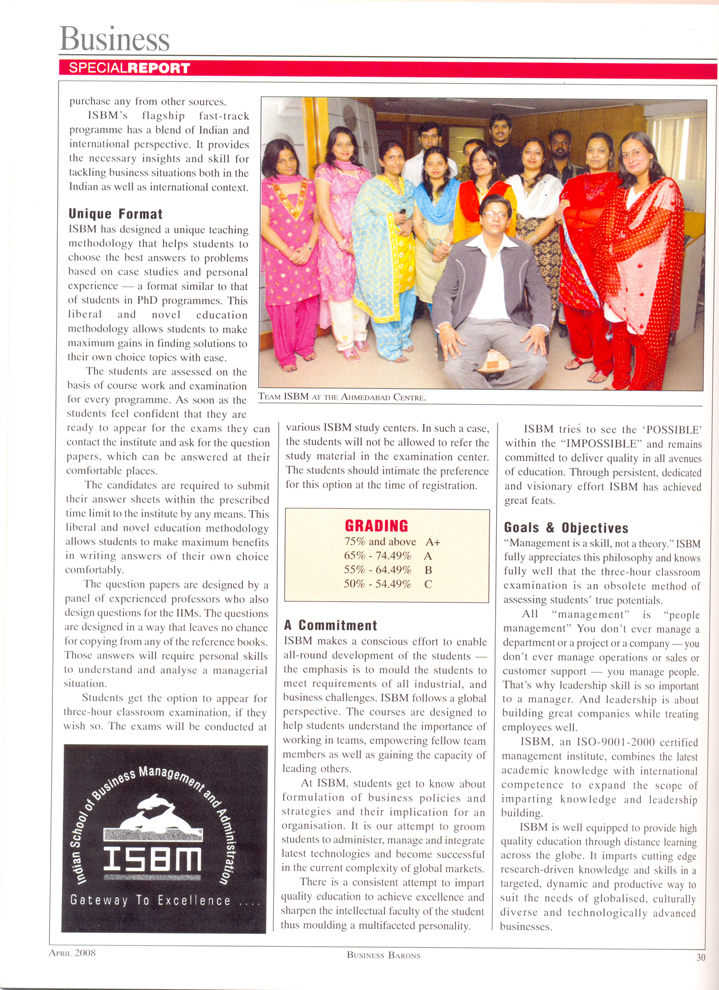 Business
SPECIALREPORT
purchase any from other sources.
ISBM's flagship fast-track
programme has a blend of Indian and
international perspective. It provides
the necessary insights and skill for
tackling business situations both in the
Indian as well as international context.
Unique Format
ISBM has designed a unique teaching
methodology that helps students to
choose the best answers to problems
based on case studies and personal
experience — a format similar to that
of students in PhD programmes. This
liberal and novel education
methodology allows students to make
maximum gains in finding solutions to
their own choice topics with ease.
The students are assessed on the
basis of course work and examination
for every programme. As soon as the
students feel confident that they are
ready to appear for the exams they can
contact the institute and ask for the question
papers, which can be answered at their
comfortable places.
The candidates are required to submit
their answer sheets within the prescribed
time limit to the institute by any means. This
liberal and novel education methodology
allows students to make maximum benefits
in writing answers of their own choice
comfortably.
The question papers are designed by a
panel of experienced professors who also
design questions for the IIMs. The questions
are designed in a way that leaves no chance
for copying from any of the reference books.
Those answers will require personal skills
to understand and analyse a managerial
situation.
Students get the option to appear for
three-hour classroom examination, if they
wish so. The exams will be conducted at
Indian School of Business Management and Administration
ISBM
Gateway To Excellence ....
TEAM ISBM AT THE AHMEDABAD CENTRE.
various ISBM study centers. In such a case,
the students will not be allowed to refer the
study material in the examination center.
The students should intimate the preference
for this option at the time of registration.
GRADING
75% and above A+
65% - 74.49% A
55% - 64.49% B
50% - 54.49% C
A Commitment
ISBM makes a conscious effort to enable
all-round development of the students —
the emphasis is to mould the students to
meet requirements of all industrial, and
business challenges. ISBM follows a global
perspective. The courses are designed to
help students understand the importance of
working in teams, empowering fellow team
members as well as gaining the capacity of
leading others.
At ISBM, students get to know about
formulation of business policies and
strategies and their implication for an
organisation. It is our attempt to groom
students to administer, manage and integrate
latest technologies and become successful
in the current complexity of global markets.
There is a consistent attempt to impart
quality education to achieve excellence and
sharpen the intellectual faculty of the student
thus moulding a multifaceted personality.
ISBM tries to see the ‘POSSIBLE’
within the “IMPOSSIBLE” and remains
committed to deliver quality in all avenues
of education. Through persistent, dedicated
and visionary effort ISBM has achieved
great feats.
Goals & Objectives
“Management is a skill, not a theory.” ISBM
fully appreciates this philosophy and knows
fully well that the three-hour classroom
examination is an obsolete method of
assessing students' true potentials.
All “management” is “people
management” You don't ever manage a
department or a project or a company — you
don't ever manage operations or sales or
customer support — you manage people.
That's why leadership skill is so important
to a manager. And leadership is about
building great companies while treating
employees well.
ISBM, an ISO-9001-2000 certified
management institute, combines the latest
academic knowledge with international
competence to expand the scope of
imparting knowledge and leadership
building.
ISBM is well equipped to provide high
quality education through distance learning
across the globe. It imparts cutting edge
research-driven knowledge and skills in a
targeted, dynamic and productive way to
suit the needs of globalised, culturally
diverse and technologically advanced
businesses.
APRIL 2008
BUSINESS BARONS
30